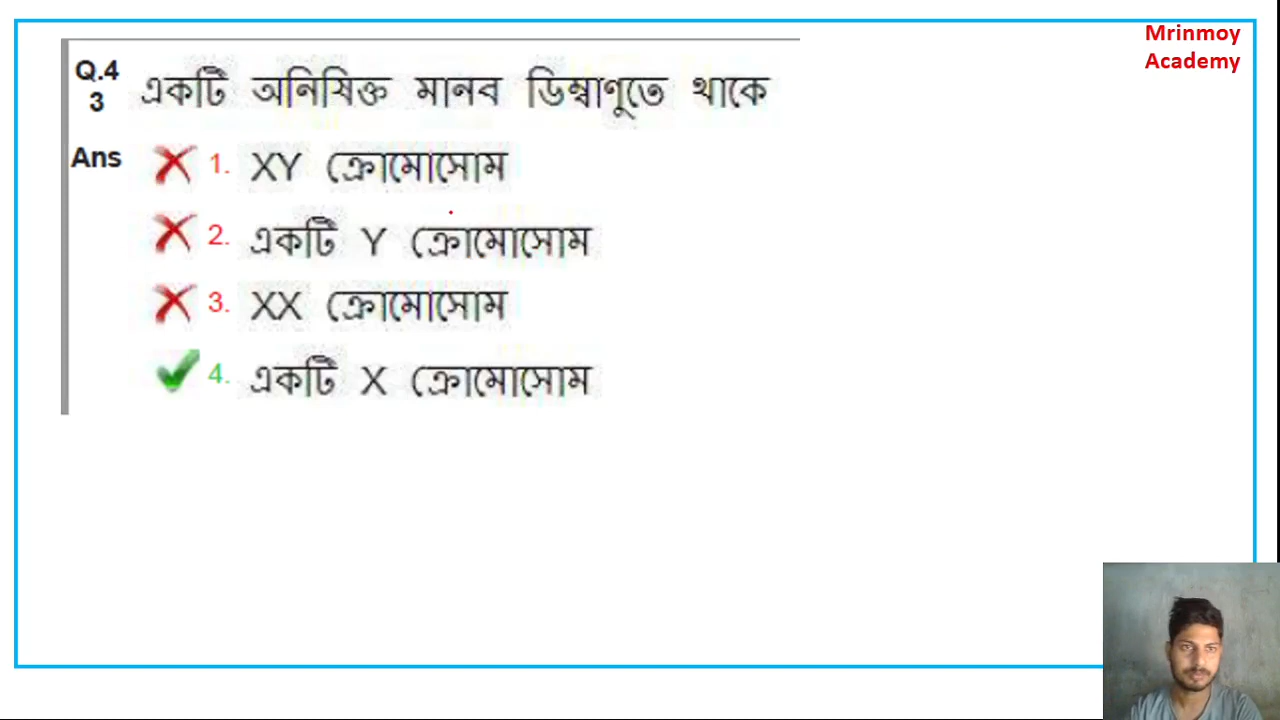 Mrinmoy
Academy
Q.4
3
একটি অনিষিক্ত মানব ডিম্বাণুতে থাকে
Ans
1. XY ক্রোমোসোম
2. একটি Y ক্রোমোসোম
3. XX ক্রোমোসোম
4. একটি X ক্রোমোসোম